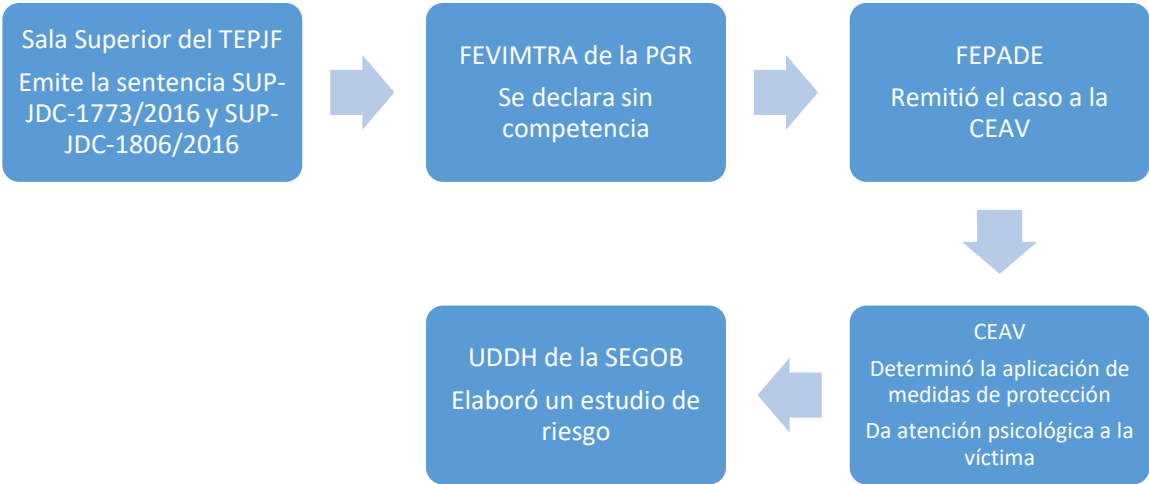 Sala Superior del TEPJF
Emite la sentencia SUP-
JDC-1773/2016 y SUP-
JDC-1806/2016
FEVIMTRA de la PGR
Se declara sin
competencia
FEPADE
Remitió el caso a la
CEAV
CEAV
Determinó la aplicación de
medidas de protección
Da atención psicológica a la
víctima
UDDH de la SEGOB
Elaboró un estudio de
riesgo